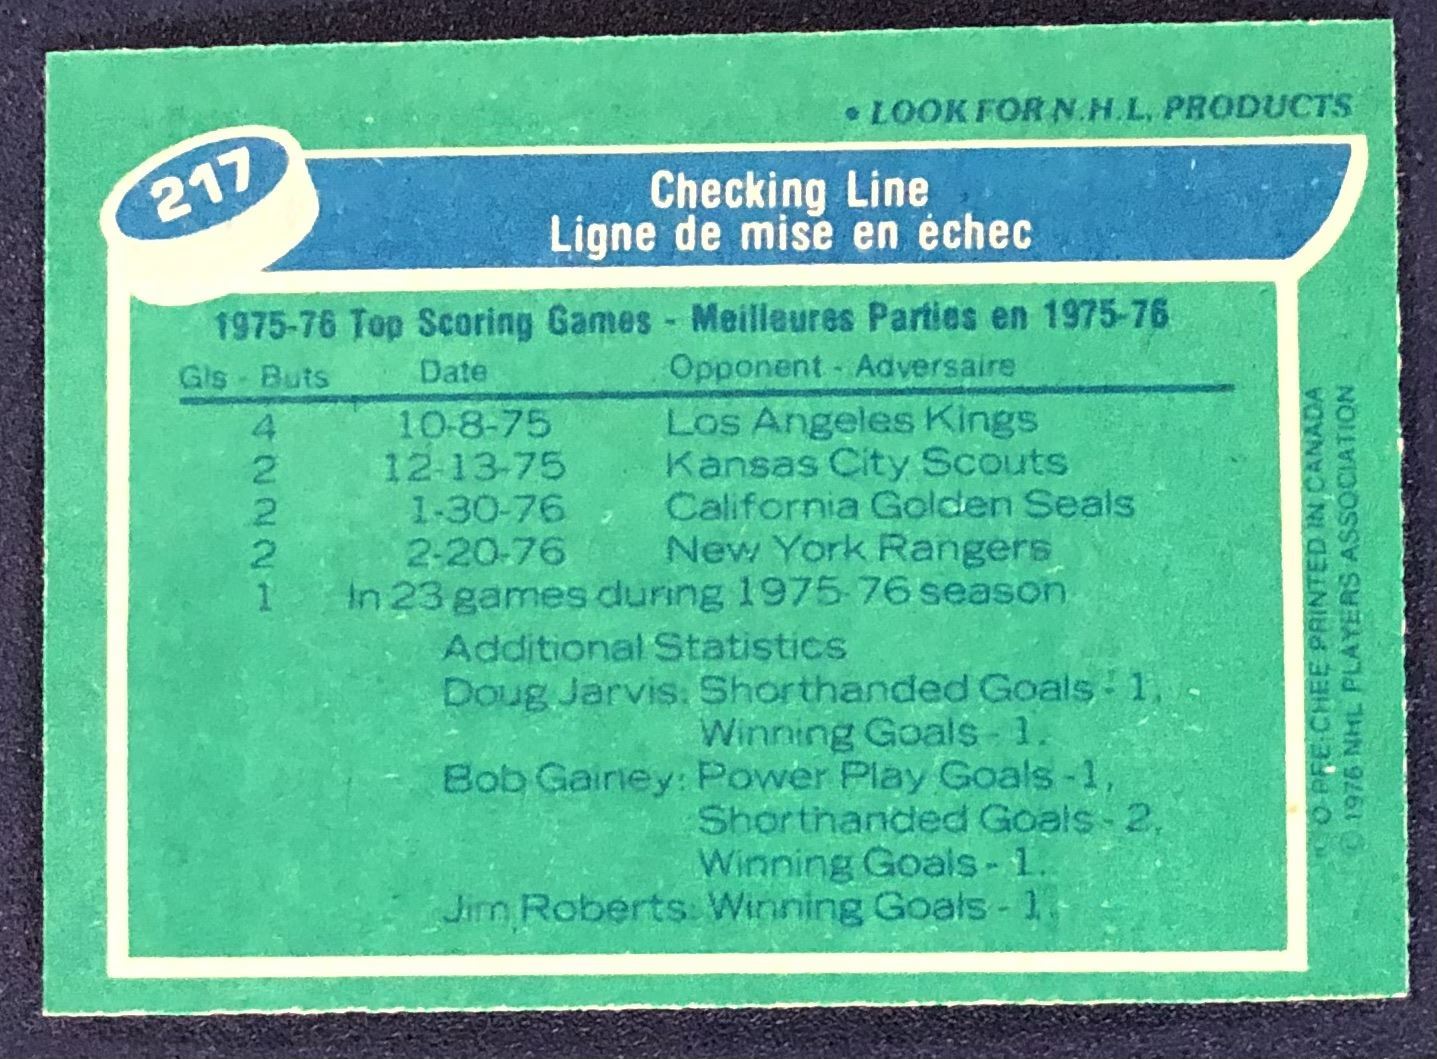 • LOOK FOR N.H.L. PRODUCTS
217
Checking Line
Ligne de mise en échec
1975-76 Top Scoring Games - Meilleures Parties en 1975-76
Gls - Buts Date Opponent - Adversaire
4 10-8-75 Los Angeles Kings
2 12-13-75 Kansas City Scouts
2 1-30-76 California Golden Seals
2 2-20-76 New York Rangers
1 In 23 games during 1975-76 season
Additional Statistics
Doug Jarvis: Shorthanded Goals - 1,
Winning Goals - 1.
Bob Gainey: Power Play Goals -1,
Shorthanded Goals - 2,
Winning Goals - 1.
Jim Roberts: Winning Goals - 1.
O PEE CHEE PRINTED IN CANADA
© 1976 NHL PLAYERS ASSOCIATION